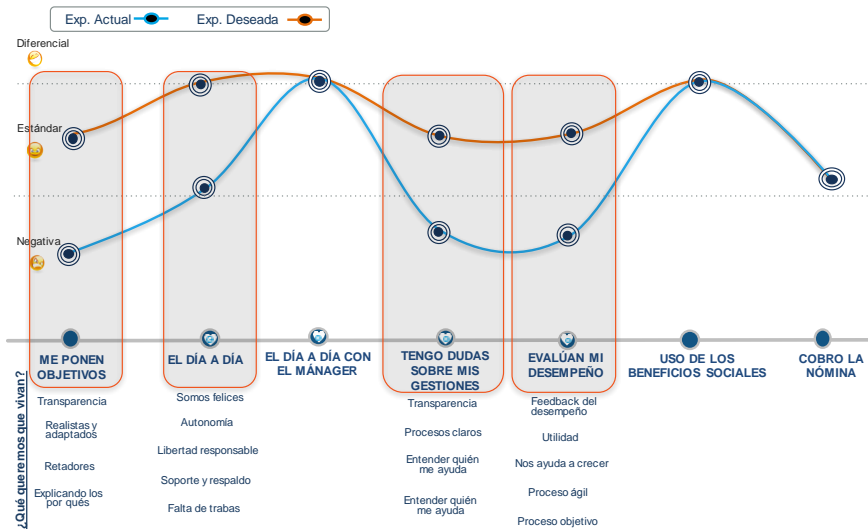 Exp. Actual
Exp. Deseada
Diferencial
Estándar
Negativa
ME PONEN
OBJETIVOS
EL DÍA A DÍA
EL DÍA A DÍA CON
EL MÁNAGER
TENGO DUDAS
SOBRE MIS
GESTIONES
EVALÚAN MI
DESEMPEÑO
USO DE LOS
BENEFICIOS SOCIALES
COBRO LA
NÓMINA
¿Qué queremos que vivan?
Transparencia
Realistas y
adaptados
Retadores
Explicando los
por qués
Somos felices
Autonomía
Libertad responsable
Soporte y respaldo
Falta de trabas
Transparencia
Procesos claros
Entender quién
me ayuda
Entender quién
me ayuda
Feedback del
desempeño
Utilidad
Nos ayuda a crecer
Proceso ágil
Proceso objetivo